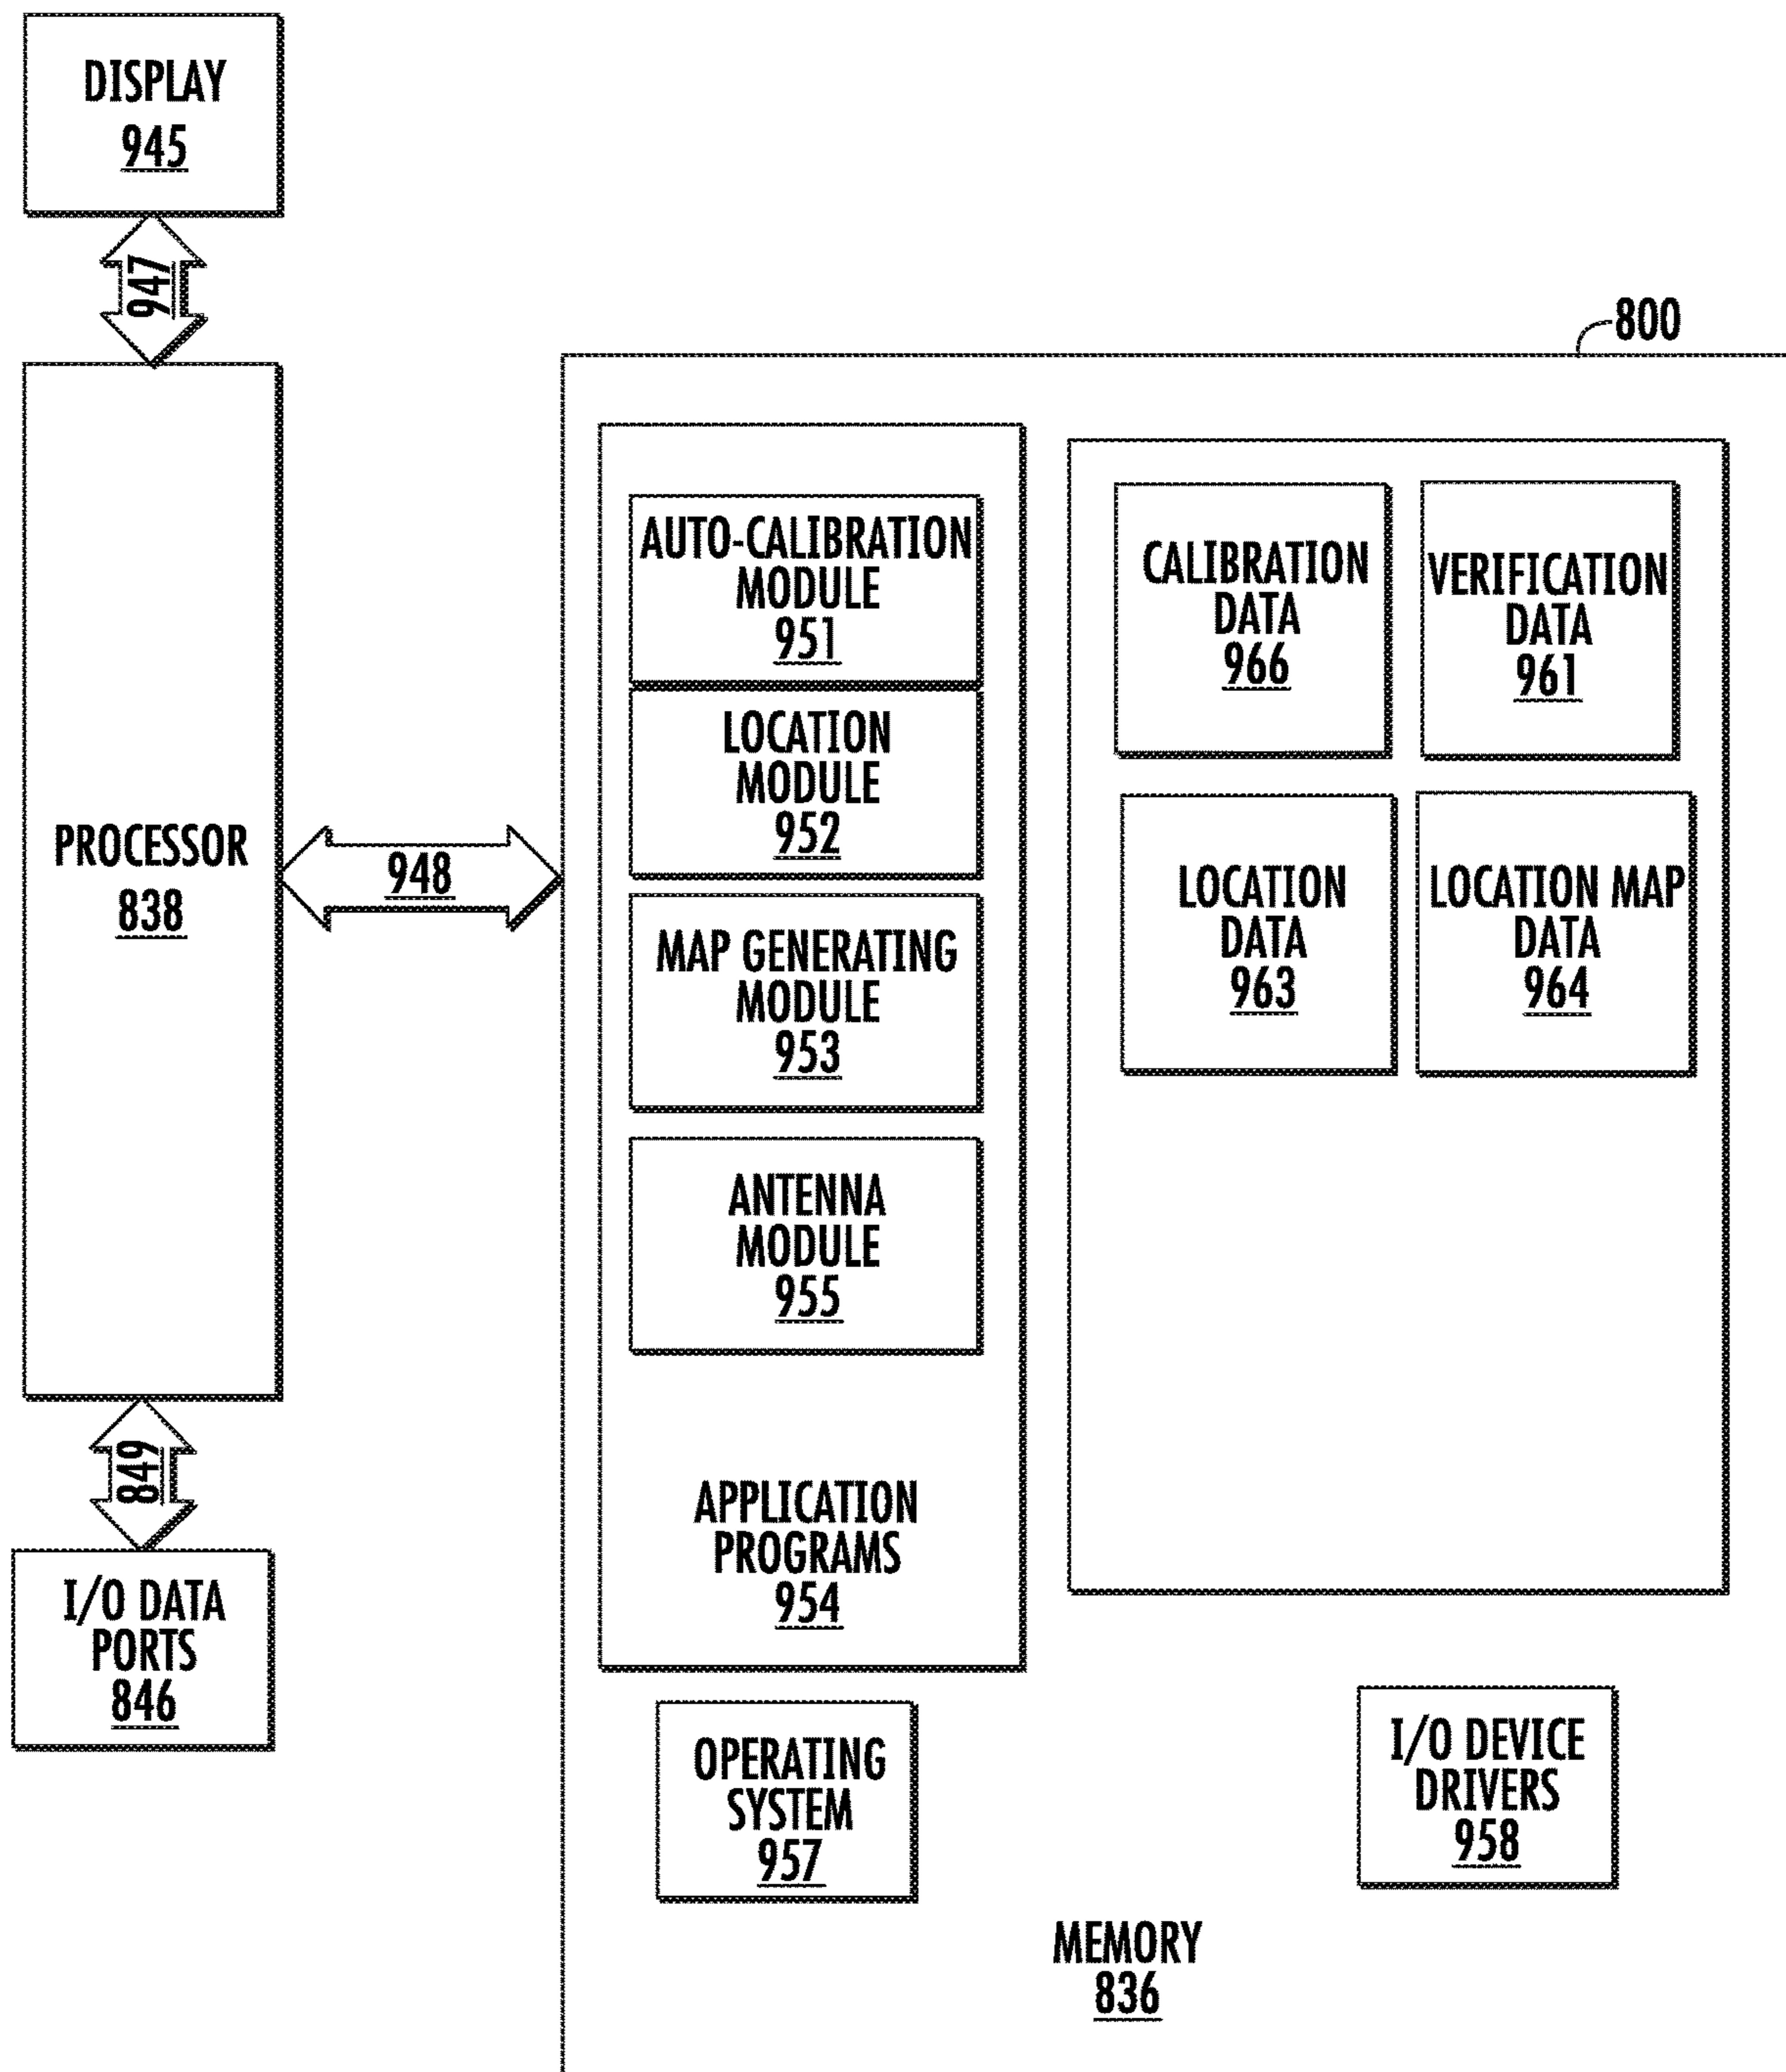 DISPLAY
945
947
800
PROCESSOR
838
948
849
I/O DATA
PORTS
846
AUTO-CALIBRATION
MODULE
951
LOCATION
MODULE
952
MAP GENERATING
MODULE
953
ANTENNA
MODULE
955
APPLICATION
PROGRAMS
954
CALIBRATION
DATA
966
VERIFICATION
DATA
961
LOCATION
DATA
963
LOCATION MAP
DATA
964
OPERATING
SYSTEM
957
I/O DEVICE
DRIVERS
958
MEMORY
836